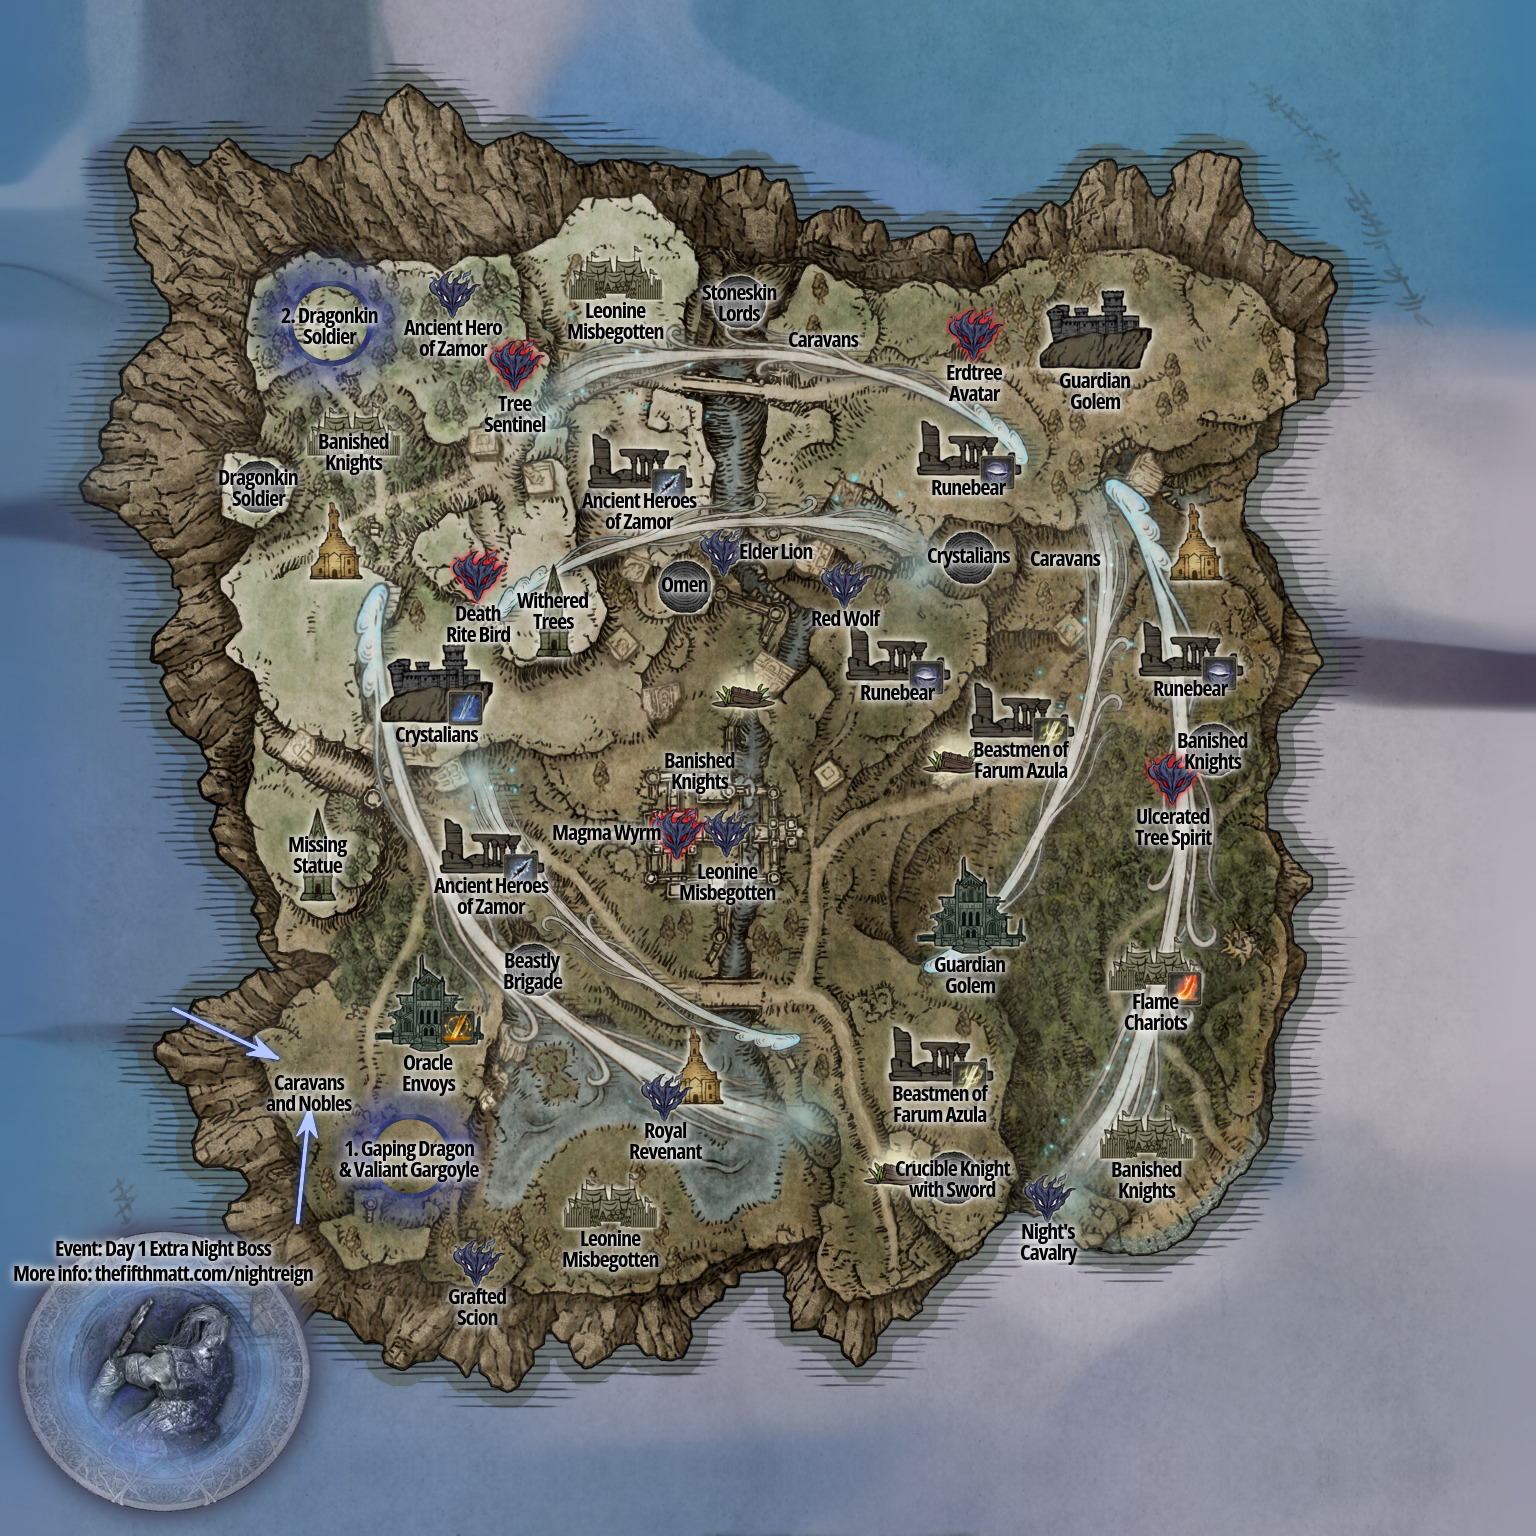 Leonine
Misbegotten
Stoneskin
Lords
2. Dragonkin
Soldier
Ancient Hero
of Zamor
Caravans
Erdtree
Avatar
Guardian
Golem
Tree
Sentinel
Banished
Knights
Dragonkin
Soldier
Ancient Heroes
of Zamor
Runebear
Elder Lion
Crystalians
Caravans
Omen
Withered
Trees
Death
Rite Bird
Red Wolf
Runebear
Runebear
Crystalians
Banished
Knights
Beastmen of
Farum Azula
Banished
Knights
Magma Wyrm
Leonine
Misbegotten
Ulcerated
Tree Spirit
Missing
Statue
Ancient Heroes
of Zamor
Beastly
Brigade
Guardian
Golem
Flame
Chariots
Oracle
Envoys
Caravans
and Nobles
Beastmen of
Farum Azula
Royal
Revenant
1. Gaping Dragon
& Valiant Gargoyle
Crucible Knight
with Sword
Banished
Knights
Leonine
Misbegotten
Night's
Cavalry
Grafted
Scion
Event: Day 1 Extra Night Boss
More info: thefifthmatt.com/nightreign